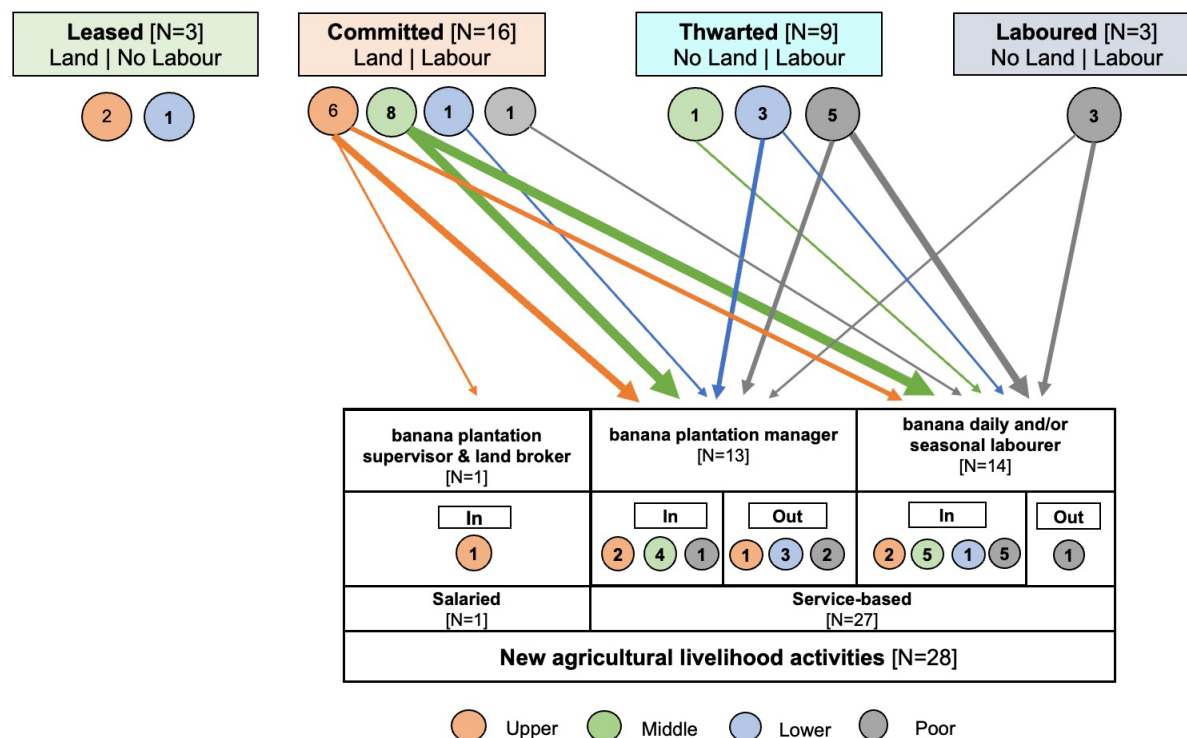 Leased [N=3]
Land | No Labour
Committed [N=16]
Land | Labour
Thwarted [N=9]
No Land | Labour
Laboured [N=3]
No Land | Labour
2 1
6 8 1 1
1 3 5
3
banana plantation
supervisor & land broker
[N=1]
banana plantation manager
[N=13]
banana daily and/or
seasonal labourer
[N=14]
In
1
In
2 4 1
Out
1 3 2
In
2 5 1 5
Out
1
Salaried
[N=1]
Service-based
[N=27]
New agricultural livelihood activities [N=28]
Upper Middle Lower Poor